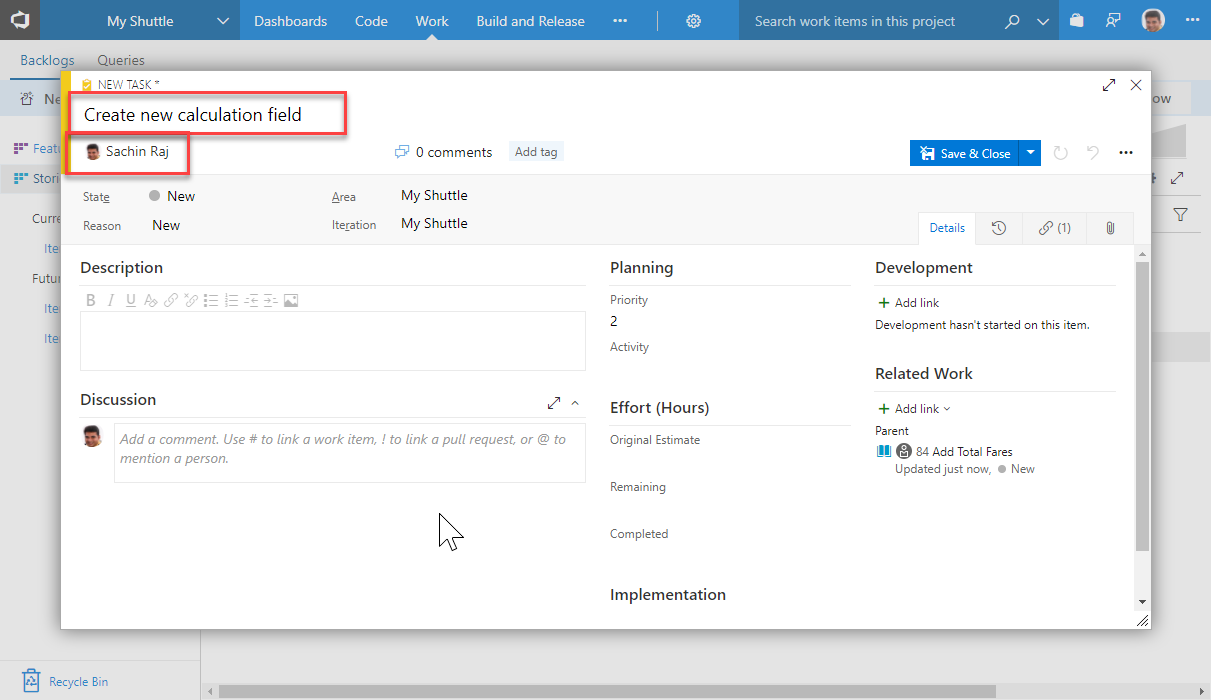 My Shuttle Dashboards Code Work Build and Release ••• Search work items in this project •••
Backlogs Queries
NEW TASK *
Create new calculation field
Sachin Raj 0 comments Add tag Save & Close •••
State New Area My Shuttle
Reason New Iteration My Shuttle
Details (1)
Description Planning Development
B I U Priority Add link
2 Development hasn't started on this item.
Activity
Related Work
Discussion Effort (Hours)
Add link
Original Estimate Parent
Add a comment. Use # to link a work item, ! to link a pull request, or @ to
mention a person.
84 Add Total Fares
Updated just now, New
Remaining
Completed
Implementation
Ne
ow
Featu
Stori
Curre
Ite
Futu
Ite
Ite
Recycle Bin